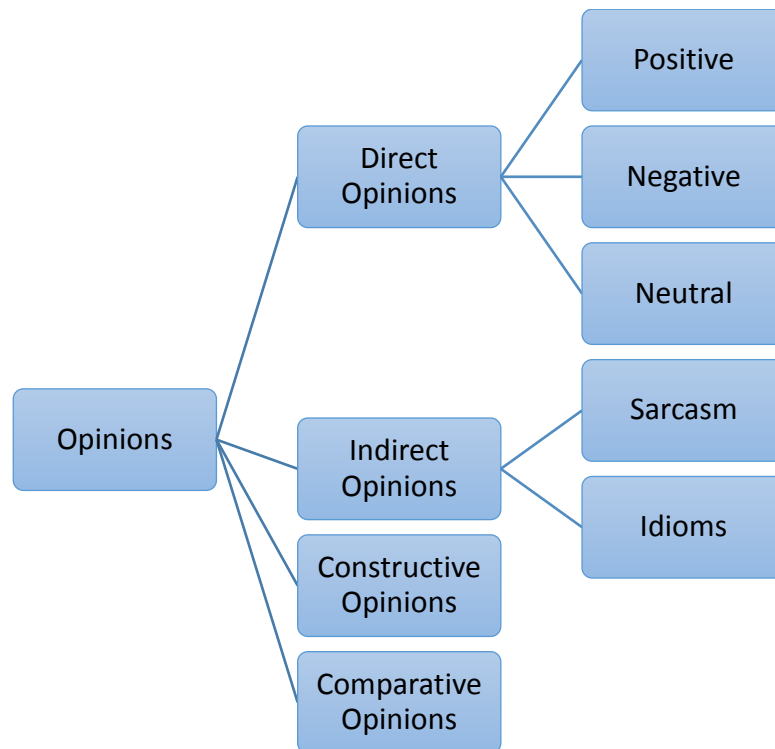 Positive
Direct
Opinions
Negative
Neutral
Opinions
Indirect
Opinions
Sarcasm
Idioms
Constructive
Opinions
Comparative
Opinions